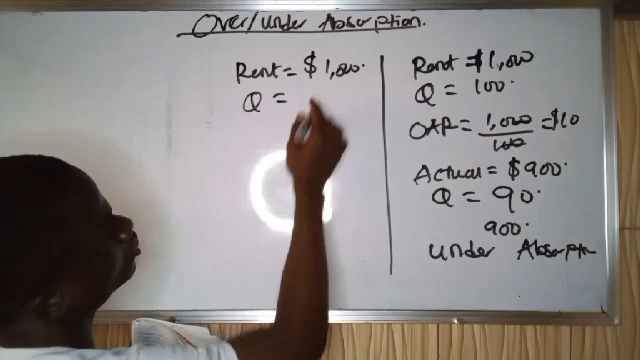 Over/under Absorption.
Rent = $ 1,000.
Q =
Rent = $1,000
Q = 100.
OAR = 1,000/100 = $10
Actual = $900.
Q = 90.
900.
Under Absorptn